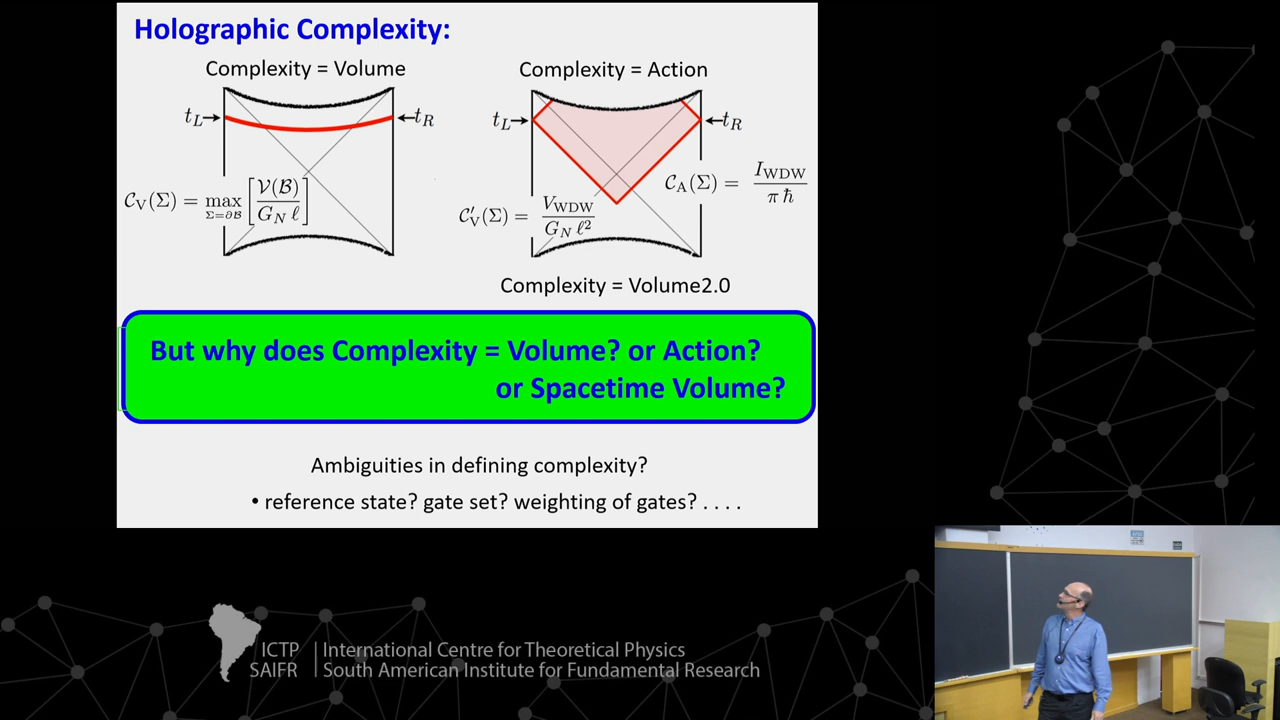 Holographic Complexity:
Complexity = Volume
Complexity = Action
t_L→
←t_R
t_L→
←t_R
C_V(Σ) = max_{Σ=∂B} [V(B) / G_N ℓ]
C_A(Σ) = I_WDW / π ħ
C′_V(Σ) = V_WDW / G_N ℓ²
Complexity = Volume2.0
But why does Complexity = Volume? or Action?
or Spacetime Volume?
Ambiguities in defining complexity?
• reference state? gate set? weighting of gates? . . . .
ICTP
SAIFR
International Centre for Theoretical Physics
South American Institute for Fundamental Research